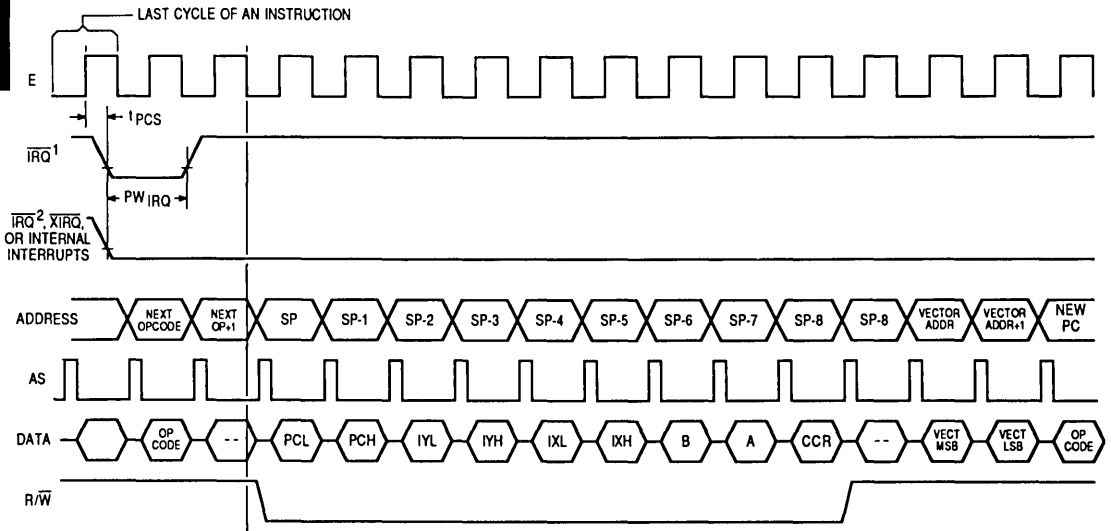 LAST CYCLE OF AN INSTRUCTION
E
tPCS
IRQ1
PWIRQ
IRQ2, XIRQ,
OR INTERNAL
INTERRUPTS
ADDRESS
NEXT
OPCODE
NEXT
OP+1
SP
SP-1
SP-2
SP-3
SP-4
SP-5
SP-6
SP-7
SP-8
SP-8
VECTOR
ADDR
VECTOR
ADDR+1
NEW
PC
AS
DATA
OP
CODE
--
PCL
PCH
IYL
IYH
IXL
IXH
B
A
CCR
--
VECT
MSB
VECT
LSB
OP
CODE
R/W